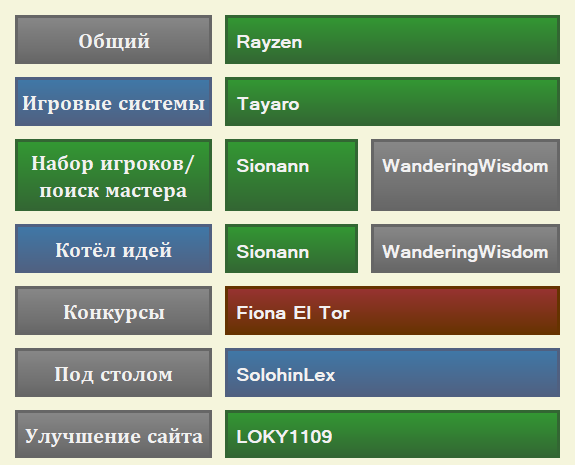 Общий
Rayzen
Игровые системы
Tayaro
Набор игроков/
поиск мастера
Sionann
WanderingWisdom
Котёл идей
Sionann
WanderingWisdom
Конкурсы
Fiona El Tor
Под столом
SolohinLex
Улучшение сайта
LOKY1109